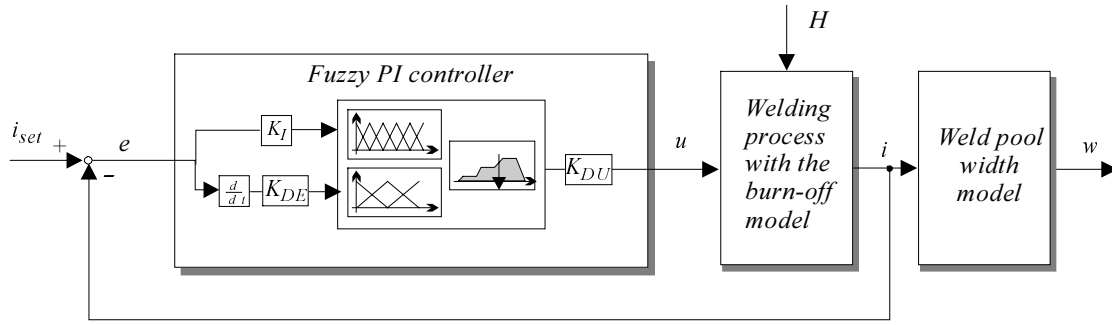 H
Fuzzy PI controller
i_set
+
e
−
K_I
d/dt
K_DE
K_DU
u
Welding
process
with the
burn-off
model
i
Weld pool
width
model
w